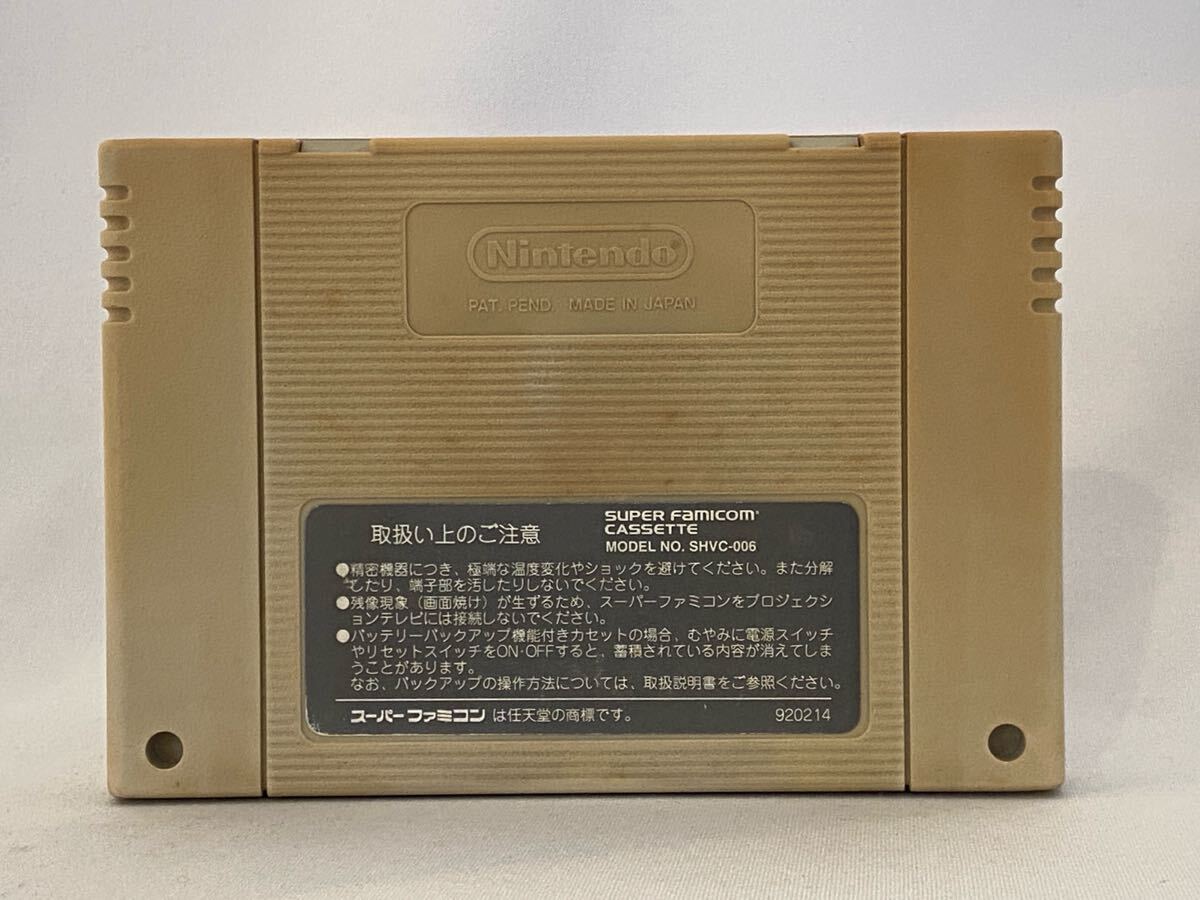 Nintendo®
PAT. PEND. MADE IN JAPAN
取扱い上のご注意
SUPER FAMICOM
CASSETTE
MODEL NO. SHVC-006
●精密機器につき、極端な温度変化やショックを避けてください。また分解
したり、端子部を汚したりしないでください。
●残像現象（画面焼け）が生ずるため、スーパーファミコンをプロジェクシ
ョンテレビには接続しないでください。
●バッテリーバックアップ機能付きカセットの場合、むやみに電源スイッチ
やリセットスイッチをON・OFFすると、蓄積されている内容が消えてしま
うことがあります。
なお、バックアップの操作方法については、取扱説明書をご参照ください。
スーパーファミコン は任天堂の商標です。
920214